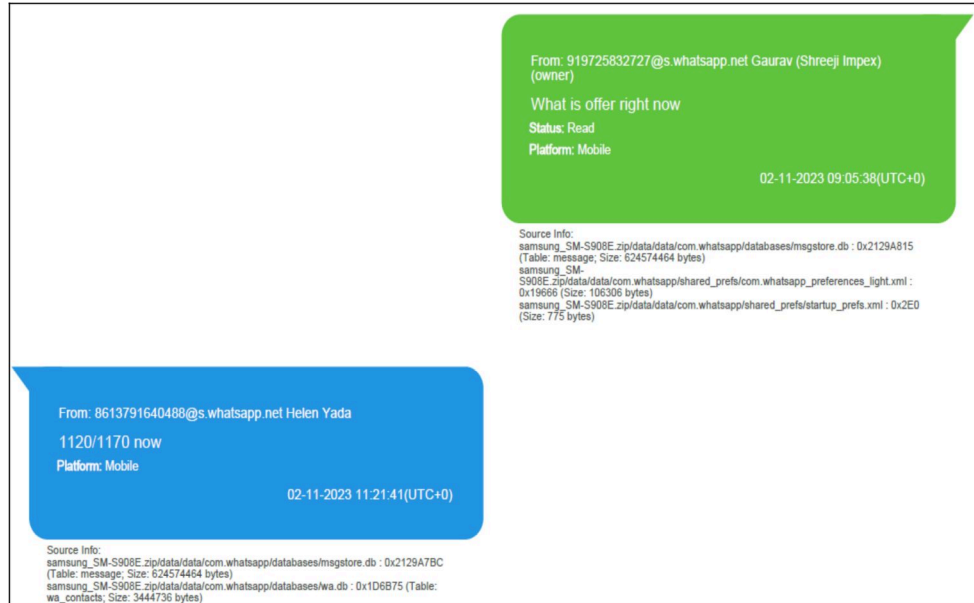 From: 919725832727@s.whatsapp.net Gaurav (Shreeji Impex)
(owner)
What is offer right now
Status: Read
Platform: Mobile
02-11-2023 09:05:38(UTC+0)
Source Info:
samsung_SM-S908E.zip/data/data/com.whatsapp/databases/msgstore.db : 0x2129A815
(Table: message; Size: 624574464 bytes)
samsung_SM-
S908E.zip/data/data/com.whatsapp/shared_prefs/com.whatsapp_preferences_light.xml :
0x19666 (Size: 106306 bytes)
samsung_SM-S908E.zip/data/data/com.whatsapp/shared_prefs/startup_prefs.xml : 0x2E0
(Size: 775 bytes)
From: 8613791640488@s.whatsapp.net Helen Yada
1120/1170 now
Platform: Mobile
02-11-2023 11:21:41(UTC+0)
Source Info:
samsung_SM-S908E.zip/data/data/com.whatsapp/databases/msgstore.db : 0x2129A7BC
(Table: message; Size: 624574464 bytes)
samsung_SM-S908E.zip/data/data/com.whatsapp/databases/wa.db : 0x1D6B75 (Table:
wa_contacts; Size: 3444736 bytes)